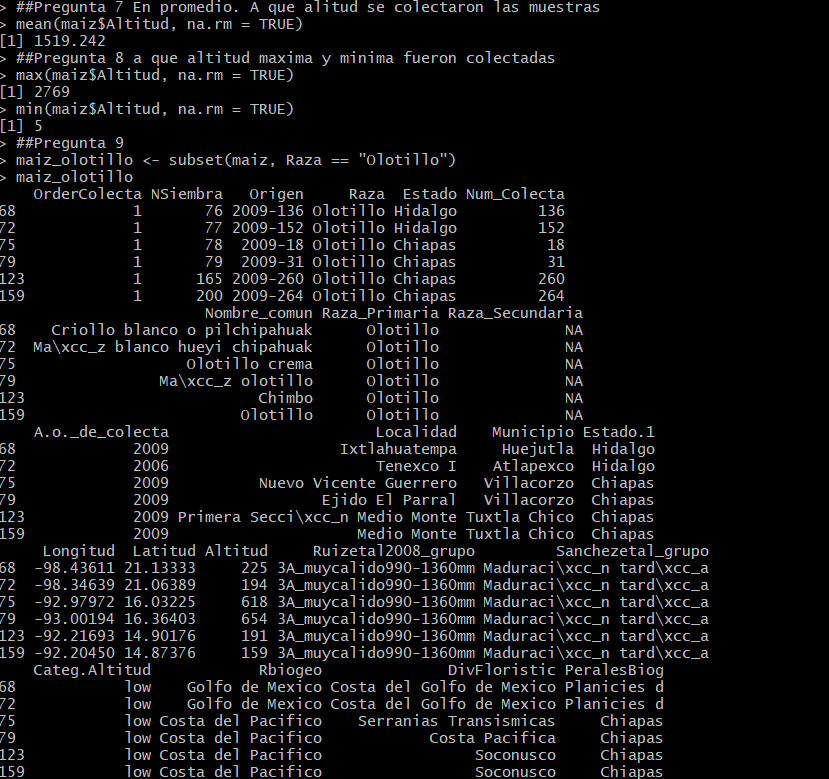 > ##Pregunta 7 En promedio. A que alitud se colectaron las muestras
> mean(maiz$Altitud, na.rm = TRUE)
[1] 1519.242
> ##Pregunta 8 a que altitud maxima y minima fueron colectadas
> max(maiz$Altitud, na.rm = TRUE)
[1] 2769
> min(maiz$Altitud, na.rm = TRUE)
[1] 5
> ##Pregunta 9
> maiz_olotillo <- subset(maiz, Raza == "Olotillo")
> maiz_olotillo
    OrderColecta NSiembra   Origen     Raza  Estado Num_Colecta
68             1       76 2009-136 Olotillo Hidalgo         136
72             1       77 2009-152 Olotillo Hidalgo         152
75             1       78  2009-18 Olotillo Chiapas          18
79             1       79  2009-31 Olotillo Chiapas          31
123            1      165 2009-260 Olotillo Chiapas         260
159            1      200 2009-264 Olotillo Chiapas         264
                       Nombre_comun Raza_Primaria Raza_Secundaria
68      Criollo blanco o pilchipahuak      Olotillo              NA
72    Ma\xcc_z blanco hueyi chipahuak      Olotillo              NA
75                     Olotillo crema      Olotillo              NA
79                  Ma\xcc_z olotillo      Olotillo              NA
123                            Chimbo      Olotillo              NA
159                          Olotillo      Olotillo              NA
    A.o._de_colecta                       Localidad    Municipio Estado.1
68             2009                   Ixtlahuatempa     Huejutla  Hidalgo
72             2006                       Tenexco I    Atlapexco  Hidalgo
75             2009          Nuevo Vicente Guerrero   Villacorzo  Chiapas
79             2009                 Ejido El Parral   Villacorzo  Chiapas
123            2009 Primera Secci\xcc_n Medio Monte Tuxtla Chico  Chiapas
159            2009                     Medio Monte Tuxtla Chico  Chiapas
     Longitud  Latitud Altitud     Ruizetal2008_grupo         Sanchezetal_grupo
68  -98.43611 21.13333     225 3A_muycalido990-1360mm Maduraci\xcc_n tard\xcc_a
72  -98.34639 21.06389     194 3A_muycalido990-1360mm Maduraci\xcc_n tard\xcc_a
75  -92.97972 16.03225     618 3A_muycalido990-1360mm Maduraci\xcc_n tard\xcc_a
79  -93.00194 16.36403     654 3A_muycalido990-1360mm Maduraci\xcc_n tard\xcc_a
123 -92.21693 14.90176     191 3A_muycalido990-1360mm Maduraci\xcc_n tard\xcc_a
159 -92.20450 14.87376     159 3A_muycalido990-1360mm Maduraci\xcc_n tard\xcc_a
    Categ.Altitud            Rbiogeo              DivFloristic PeralesBiog
68            low    Golfo de Mexico Costa del Golfo de Mexico Planicies d
72            low    Golfo de Mexico Costa del Golfo de Mexico Planicies d
75            low Costa del Pacifico    Serranias Transismicas     Chiapas
79            low Costa del Pacifico            Costa Pacifica     Chiapas
123           low Costa del Pacifico                 Soconusco     Chiapas
159           low Costa del Pacifico                 Soconusco     Chiapas